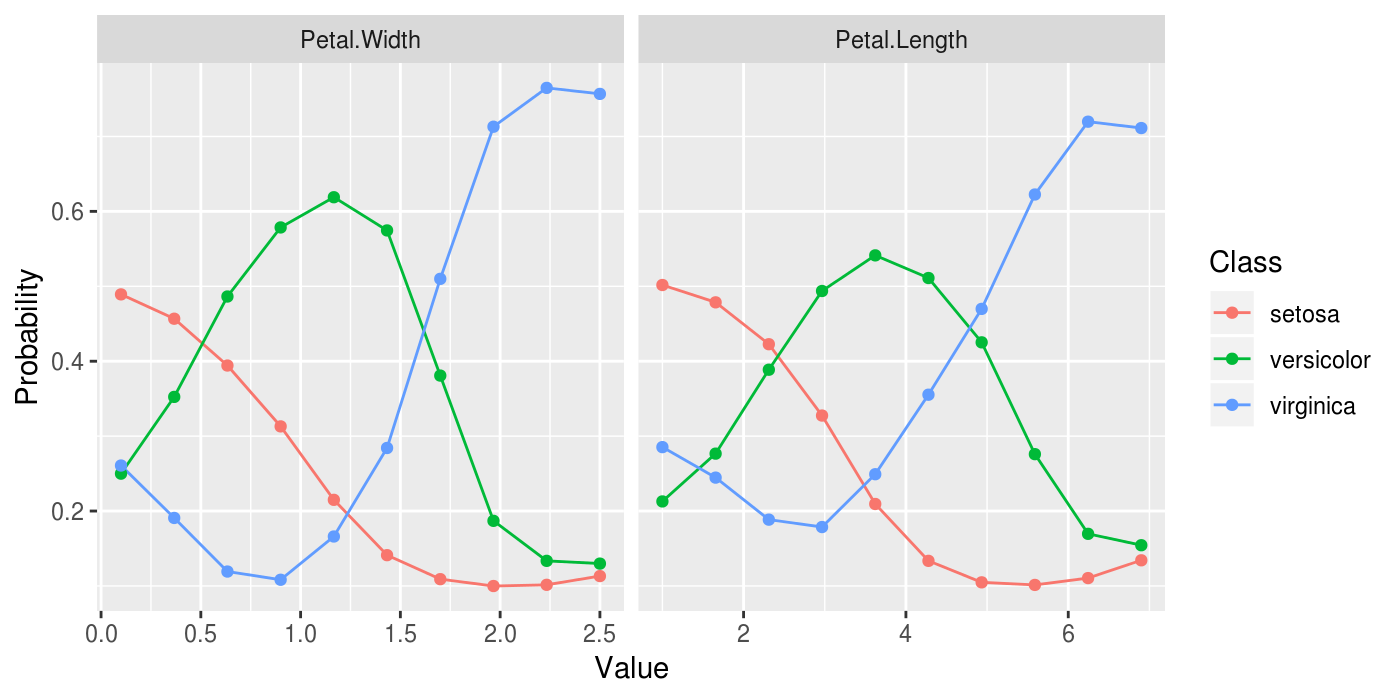 Petal.Width
Petal.Length
Probability
0.6
0.4
0.2
0.0 0.5 1.0 1.5 2.0 2.5
2 4 6
Value
Class
setosa
versicolor
virginica